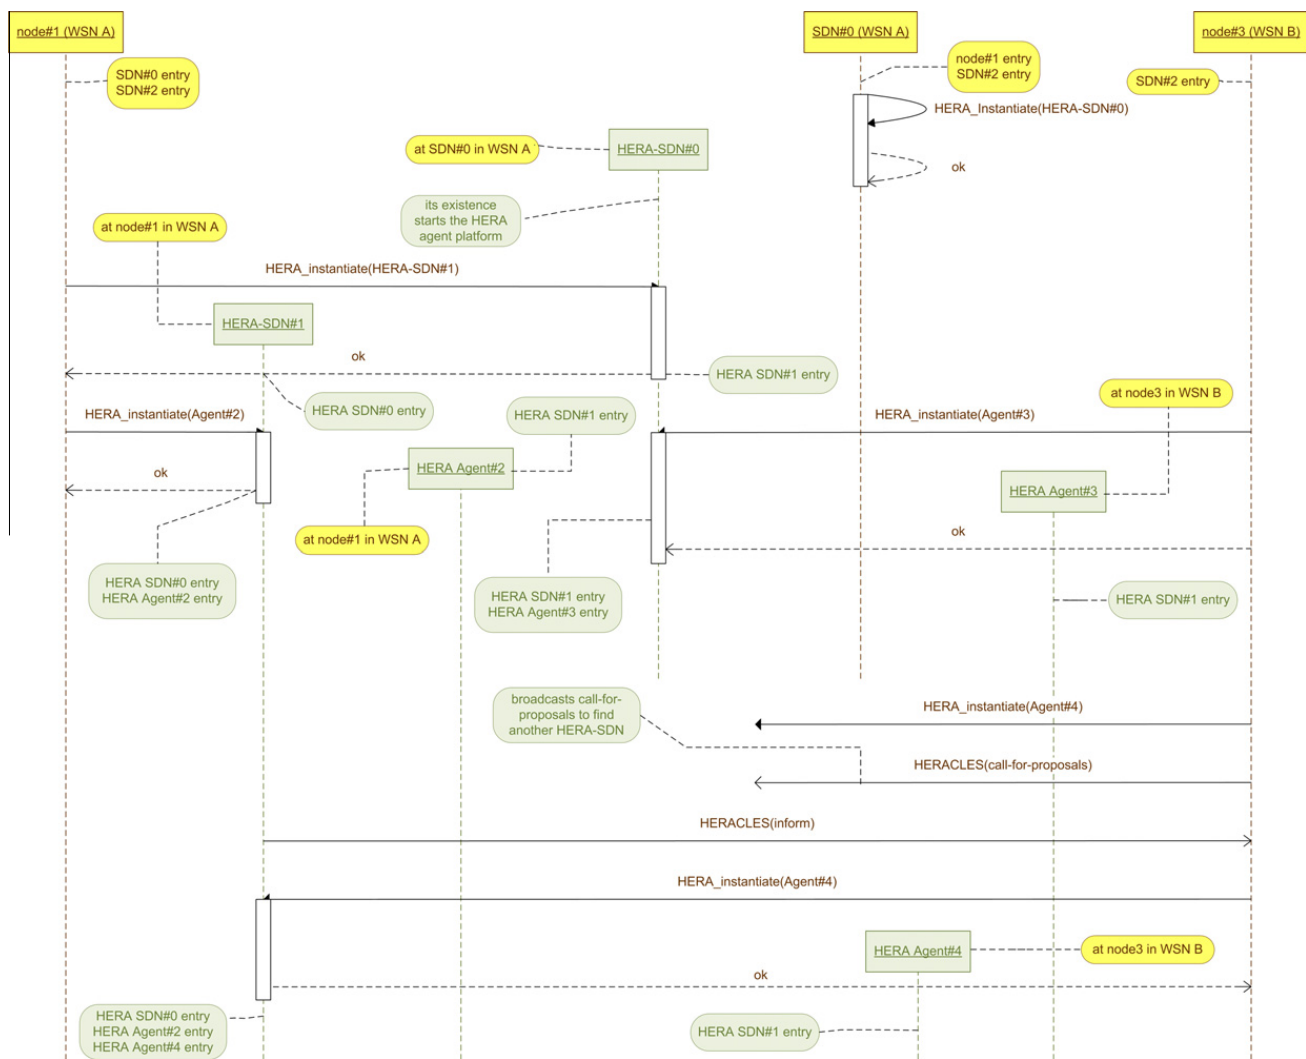 node#1 (WSN A)
SDN#0 (WSN A)
node#3 (WSN B)
SDN#0 entry
SDN#2 entry
node#1 entry
SDN#2 entry
SDN#2 entry
HERA_Instantiate(HERA-SDN#0)
at SDN#0 in WSN A
HERA-SDN#0
ok
its existence
starts the HERA
agent platform
at node#1 in WSN A
HERA_instantiate(HERA-SDN#1)
HERA-SDN#1
ok
HERA SDN#1 entry
HERA SDN#0 entry
at node3 in WSN B
HERA_instantiate(Agent#2)
HERA SDN#1 entry
HERA_instantiate(Agent#3)
ok
HERA Agent#2
HERA Agent#3
at node#1 in WSN A
ok
HERA SDN#0 entry
HERA Agent#2 entry
HERA SDN#1 entry
HERA Agent#3 entry
HERA SDN#1 entry
broadcasts call-for-
proposals to find
another HERA-SDN
HERA_instantiate(Agent#4)
HERACLES(call-for-proposals)
HERACLES(inform)
HERA_instantiate(Agent#4)
HERA Agent#4
at node3 in WSN B
ok
HERA SDN#0 entry
HERA Agent#2 entry
HERA Agent#4 entry
HERA SDN#1 entry